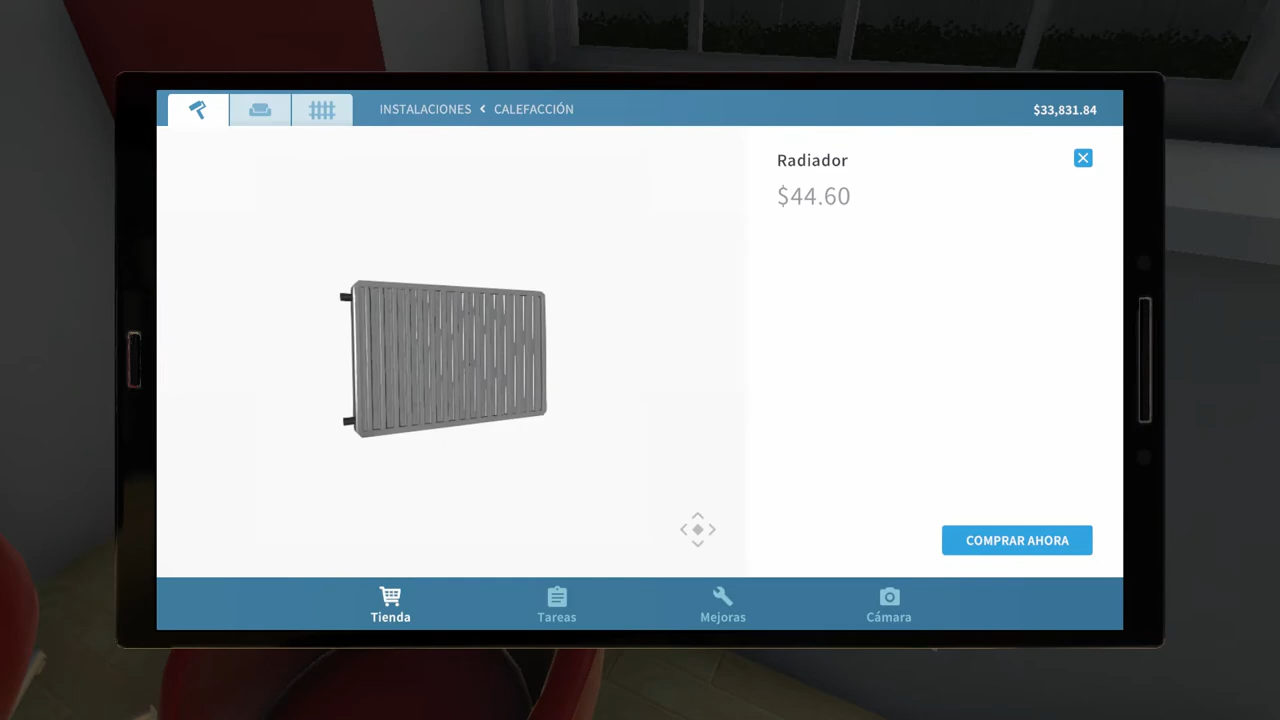 INSTALACIONES < CALEFACCIÓN
$33,831.84
Radiador
$44.60
COMPRAR AHORA
Tienda
Tareas
Mejoras
Cámara